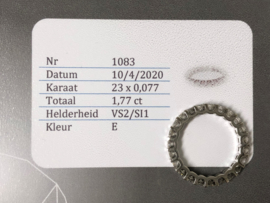 Nr 1083
Datum 10/4/2020
Karaat 23 x 0,077
Totaal 1,77 ct
Helderheid VS2/SI1
Kleur E